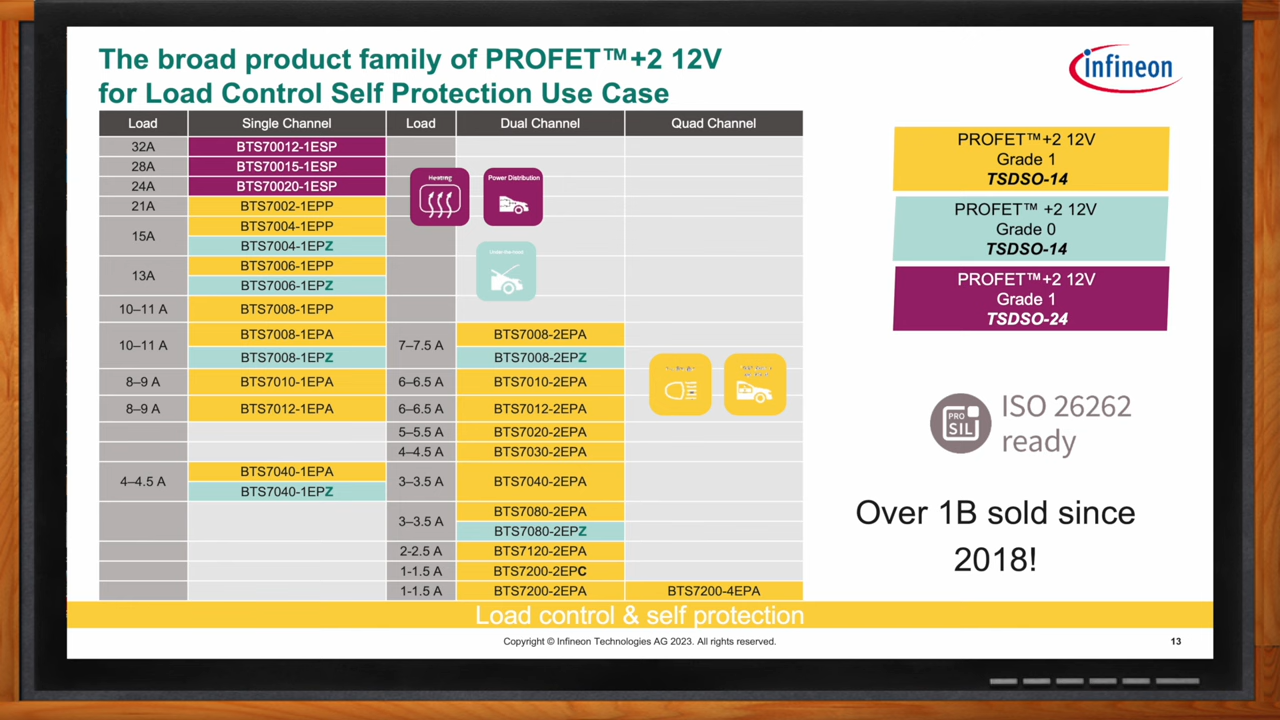 The broad product family of PROFET™+2 12V
for Load Control Self Protection Use Case
infineon
Load Single Channel Load Dual Channel Quad Channel
32A BTS70012-1ESP
28A BTS70015-1ESP
24A BTS70020-1ESP
21A BTS7002-1EPP
15A BTS7004-1EPP
BTS7004-1EPZ
13A BTS7006-1EPP
BTS7006-1EPZ
10–11 A BTS7008-1EPP
10–11 A BTS7008-1EPA 7–7.5 A BTS7008-2EPA
BTS7008-1EPZ BTS7008-2EPZ
8–9 A BTS7010-1EPA 6–6.5 A BTS7010-2EPA
8–9 A BTS7012-1EPA 6–6.5 A BTS7012-2EPA
5–5.5 A BTS7020-2EPA
4–4.5 A BTS7030-2EPA
4–4.5 A BTS7040-1EPA 3–3.5 A BTS7040-2EPA
BTS7040-1EPZ
3–3.5 A BTS7080-2EPA
BTS7080-2EPZ
2-2.5 A BTS7120-2EPA
1-1.5 A BTS7200-2EPC
1-1.5 A BTS7200-2EPA BTS7200-4EPA
Heating
Power Distribution
PROFET™+2 12V
Grade 1
TSDSO-14
PROFET™ +2 12V
Grade 0
TSDSO-14
PROFET™+2 12V
Grade 1
TSDSO-24
PRO
SIL
ISO 26262
ready
Over 1B sold since
2018!
Load control & self protection
Copyright © Infineon Technologies AG 2023. All rights reserved.
13